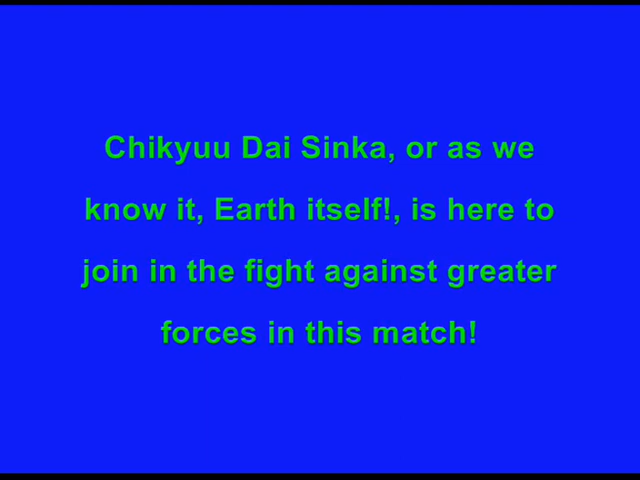 Chikyuu Dai Sinka, or as we
know it, Earth itself!, is here to
join in the fight against greater
forces in this match!